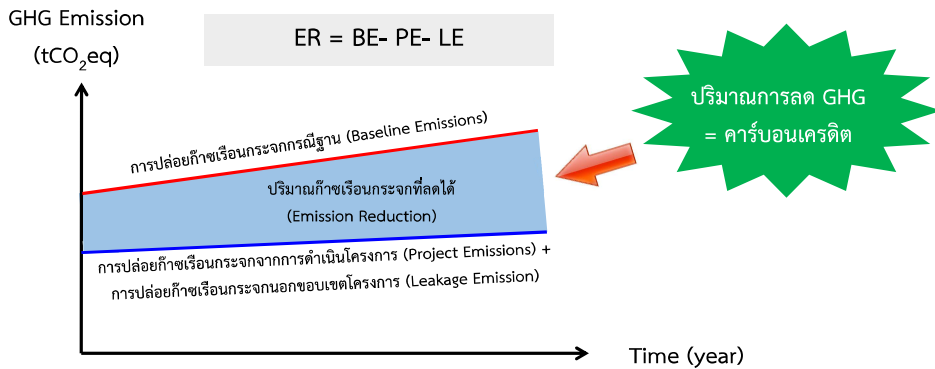 GHG Emission
(tCO₂eq)
ER = BE- PE- LE
ปริมาณการลด GHG
= คาร์บอนเครดิต
การปล่อยก๊าซเรือนกระจกกรณีฐาน (Baseline Emissions)
ปริมาณก๊าซเรือนกระจกที่ลดได้
(Emission Reduction)
การปล่อยก๊าซเรือนกระจกจากการดำเนินโครงการ (Project Emissions) +
การปล่อยก๊าซเรือนกระจกนอกขอบเขตโครงการ (Leakage Emission)
Time (year)